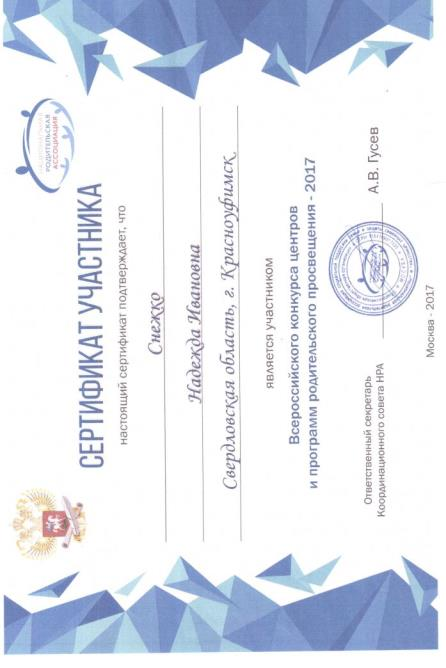 НАЦИОНАЛЬНАЯ
РОДИТЕЛЬСКАЯ
АССОЦИАЦИЯ
СЕРТИФИКАТ УЧАСТНИКА
настоящий сертификат подтверждает, что
Снежко
Надежда Ивановна
Свердловская область, г. Красноуфимск
является участником
Всероссийского конкурса центров
и программ родительского просвещения - 2017
Ответственный секретарь
Координационного совета НРА
А.В. Гусев
Москва - 2017